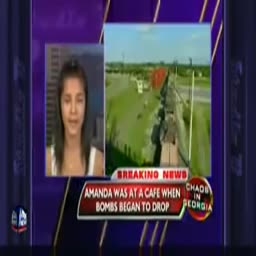 BREAKING NEWS
AMANDA WAS AT A CAFE WHEN
BOMBS BEGAN TO DROP
CHAOS
IN
GEORGIA